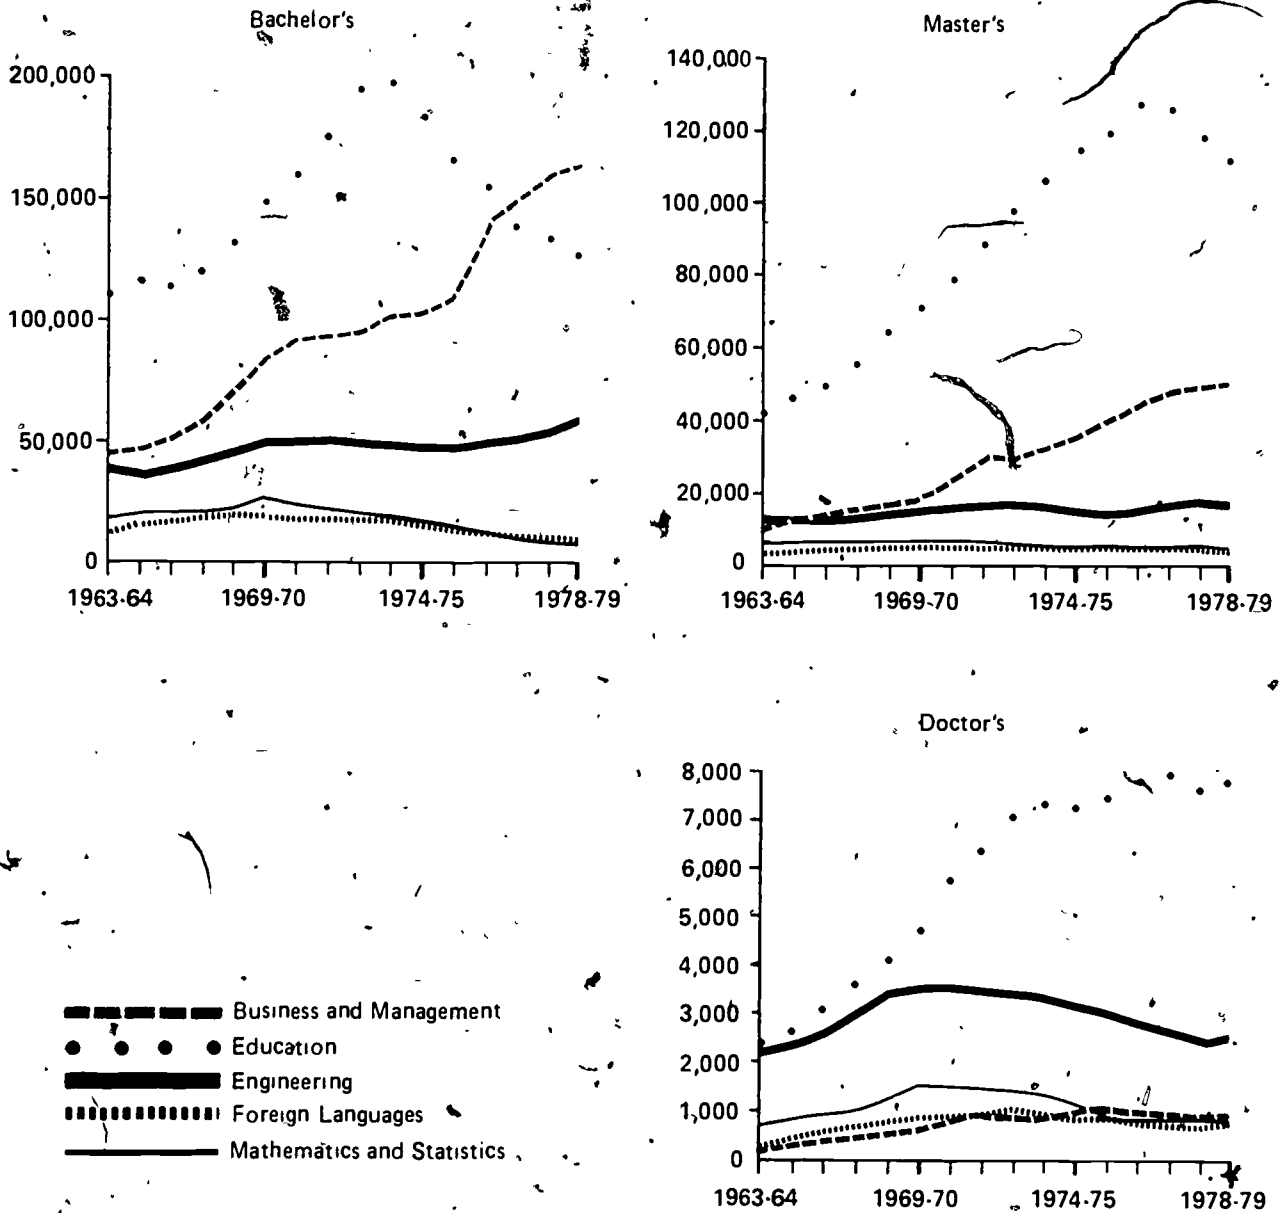 Bachelor's
200,000
150,000
100,000
50,000
0
1963-64 1969-70 1974-75 1978-79
Master's
140,000
120,000
100,000
80,000
60,000
40,000
20,000
0
1963-64 1969-70 1974-75 1978-79
Doctor's
8,000
7,000
6,000
5,000
4,000
3,000
2,000
1,000
0
1963-64 1969-70 1974-75 1978-79
Business and Management
Education
Engineering
Foreign Languages
Mathematics and Statistics